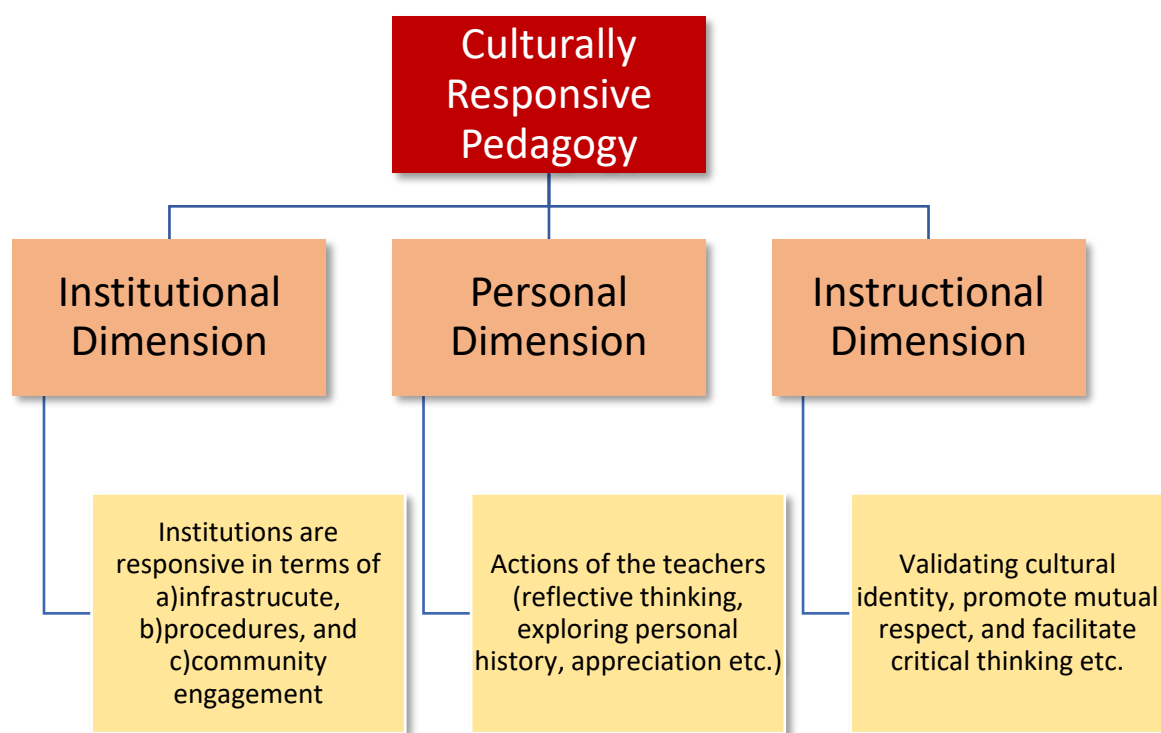 Culturally
Responsive
Pedagogy
Institutional
Dimension
Personal
Dimension
Instructional
Dimension
Institutions are
responsive in terms of
a)infrastrucute,
b)procedures, and
c)community
engagement
Actions of the teachers
(reflective thinking,
exploring personal
history, appreciation etc.)
Validating cultural
identity, promote mutual
respect, and facilitate
critical thinking etc.